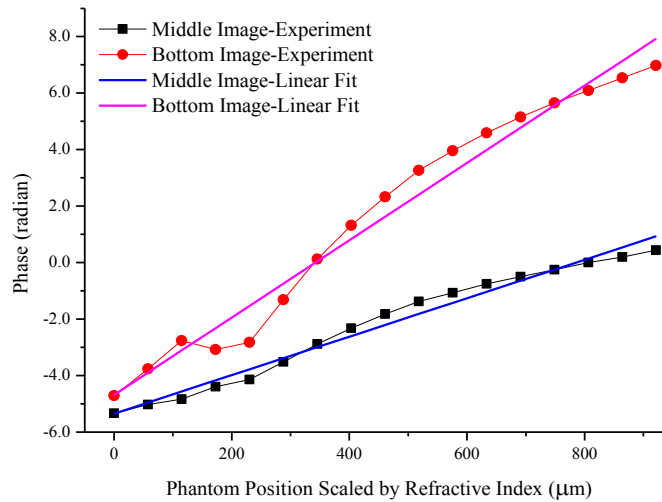 Middle Image-Experiment
Bottom Image-Experiment
Middle Image-Linear Fit
Bottom Image-Linear Fit
8.0
6.0
4.0
2.0
0.0
-2.0
-4.0
-6.0
Phase (radian)
0 200 400 600 800
Phantom Position Scaled by Refractive Index (μm)